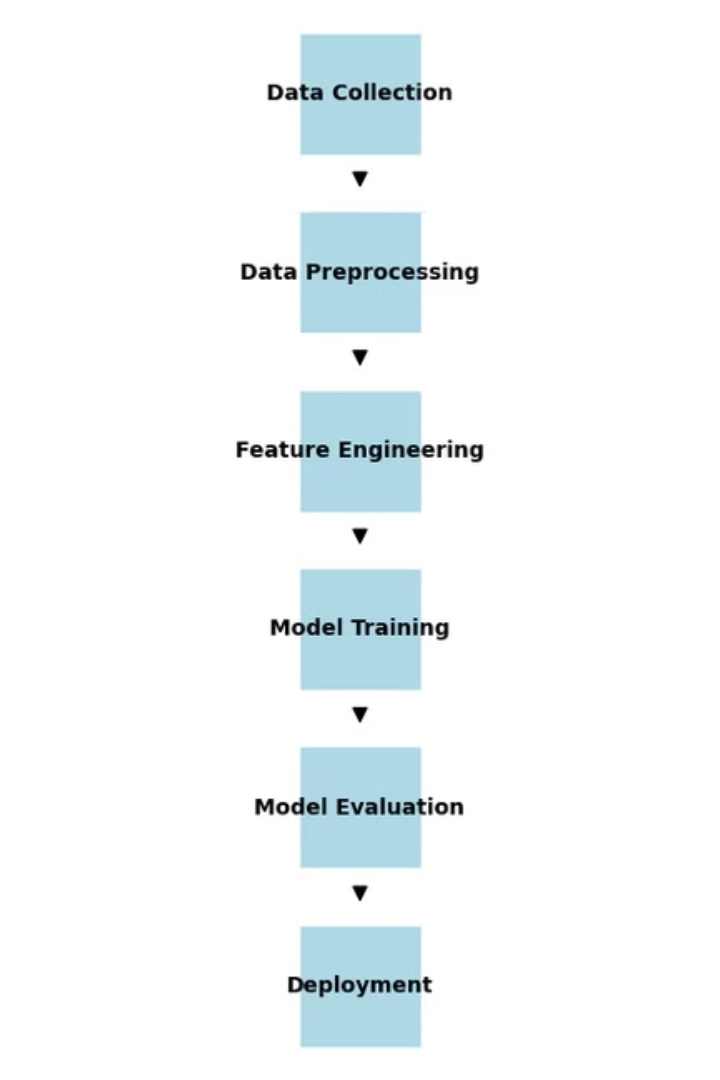 Data Collection
Data Preprocessing
Feature Engineering
Model Training
Model Evaluation
Deployment